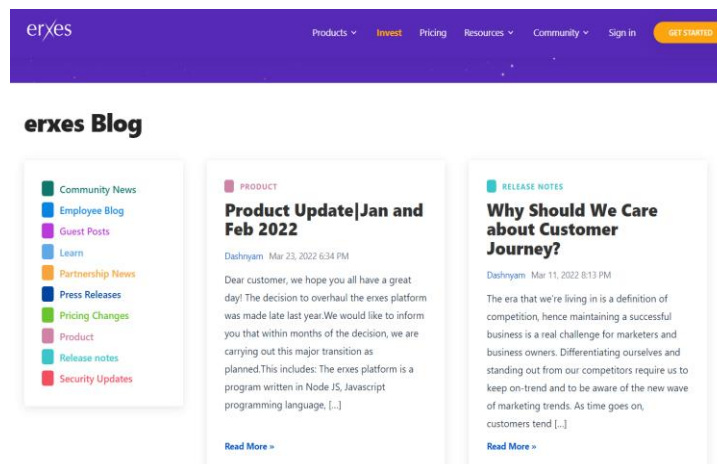 erxes
Products
Invest
Pricing
Resources
Community
Sign in
GET STARTED
erxes Blog
Community News
Employee Blog
Guest Posts
Learn
Partnership News
Press Releases
Pricing Changes
Product
Release notes
Security Updates
PRODUCT
Product Update|Jan and
Feb 2022
Dashnyam Mar 23, 2022 6:34 PM
Dear customer, we hope you all have a great
day! The decision to overhaul the erxes platform
was made late last year.We would like to inform
you that within months of the decision, we are
carrying out this major transition as
planned.This includes: The erxes platform is a
program written in Node JS, Javascript
programming language, [...]
Read More »
RELEASE NOTES
Why Should We Care
about Customer
Journey?
Dashnyam Mar 11, 2022 8:13 PM
The era that we're living in is a definition of
competition, hence maintaining a successful
business is a real challenge for marketers and
business owners. Differentiating ourselves and
standing out from our competitors require us to
keep on-trend and to be aware of the new wave
of marketing trends. As time goes on,
customers tend [...]
Read More »